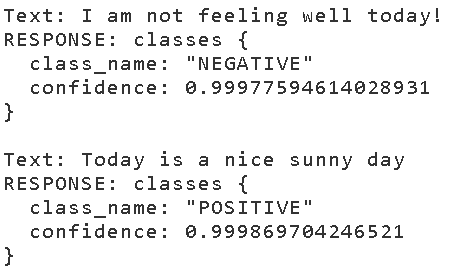 Text: I am not feeling well today!
RESPONSE: classes {
  class_name: "NEGATIVE"
  confidence: 0.99977594614028931
}

Text: Today is a nice sunny day
RESPONSE: classes {
  class_name: "POSITIVE"
  confidence: 0.999869704246521
}